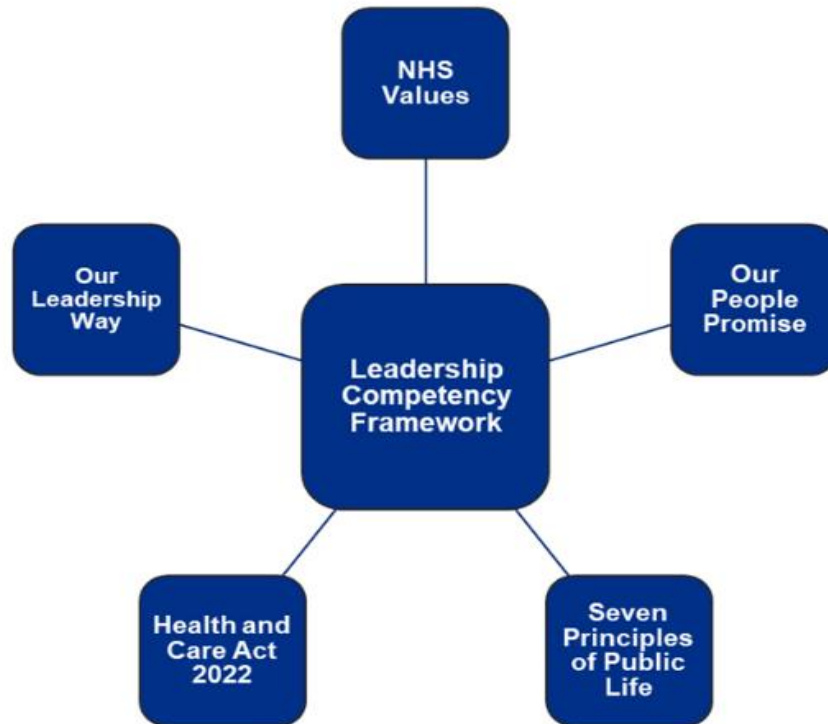 NHS
Values
Our
Leadership
Way
Our
People
Promise
Leadership
Competency
Framework
Health and
Care Act
2022
Seven
Principles
of Public
Life